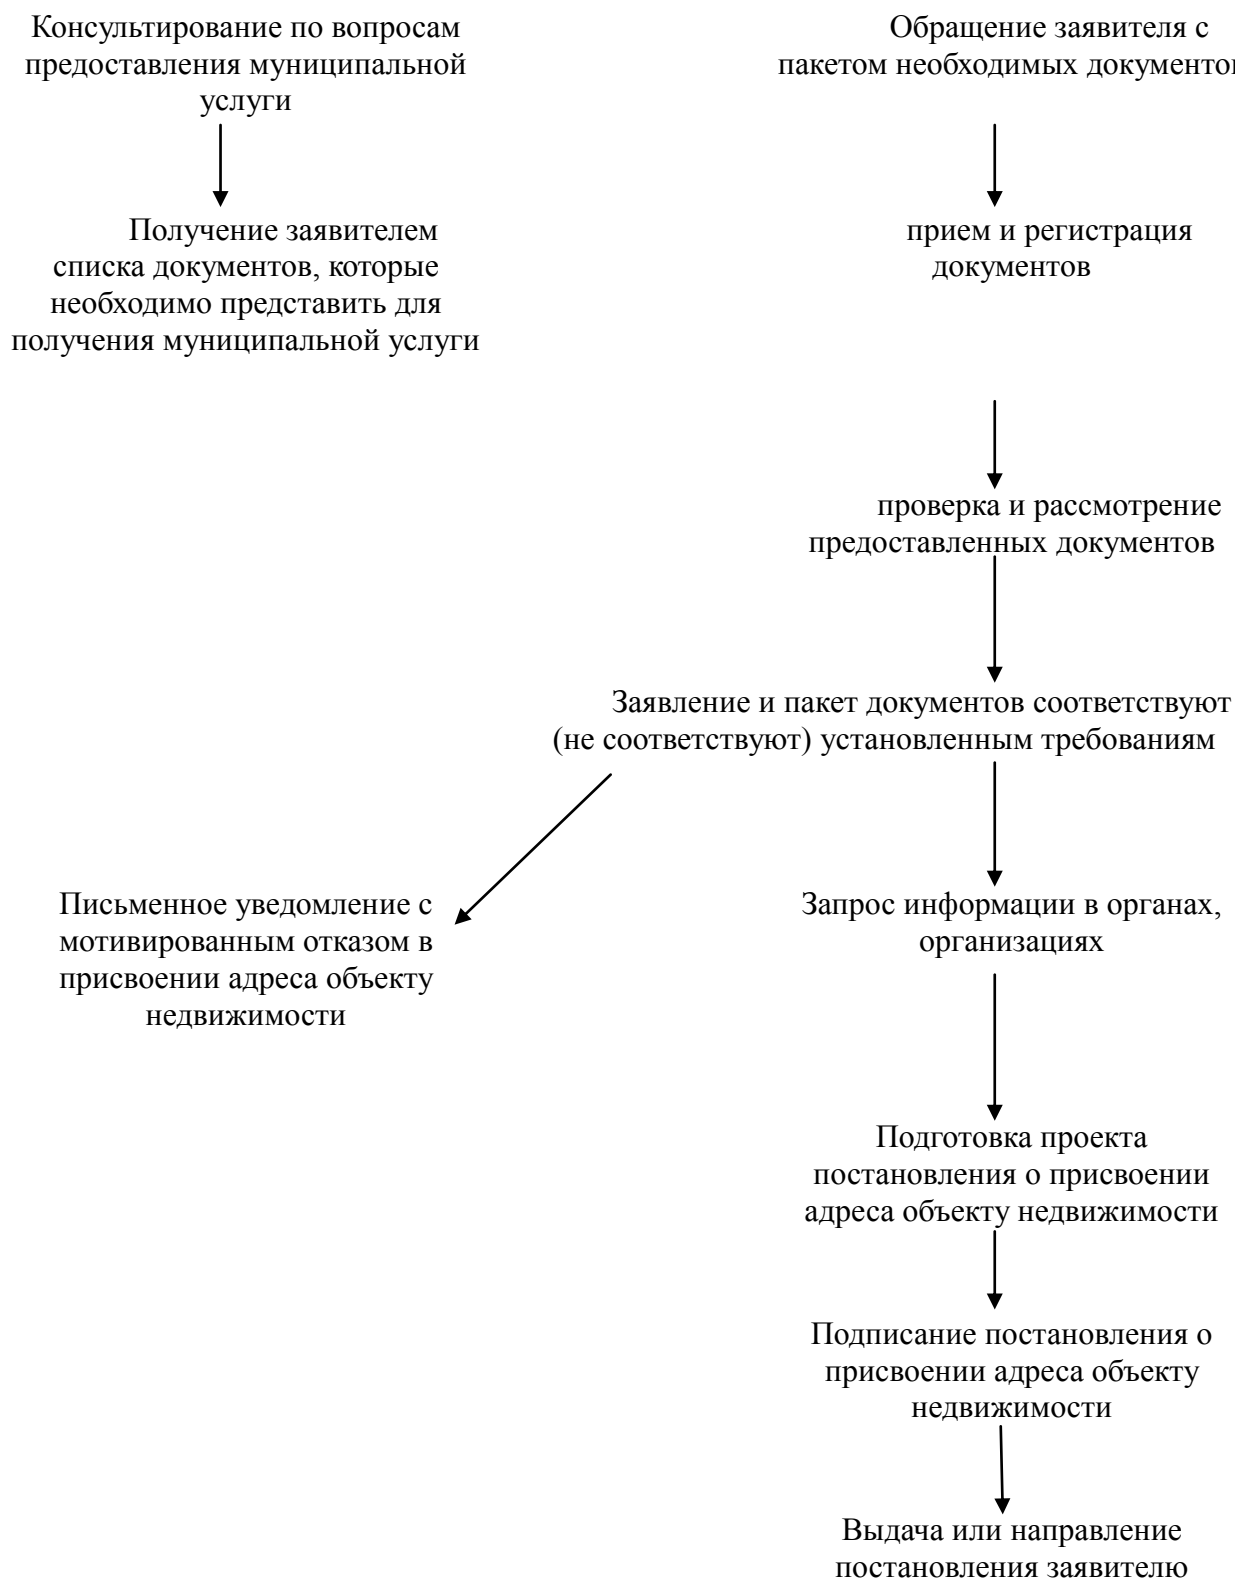 Консультирование по вопросам
предоставления муниципальной
услуги
Обращение заявителя с
пакетом необходимых
Получение заявителем
списка документов, которые
необходимо представить для
получения муниципальной услуги
прием и регистрация
документов
проверка и рассмотрение
предоставленных документов
Заявление и пакет документов соответствуют
(не соответствуют) установленным требованиям
Письменное уведомление с
мотивированным отказом в
присвоении адреса объекту
недвижимости
Запрос информации в органах,
организациях
Подготовка проекта
постановления о присвоении
адреса объекту недвижимости
Подписание постановления о
присвоении адреса объекту
недвижимости
Выдача или направление
постановления заявителю